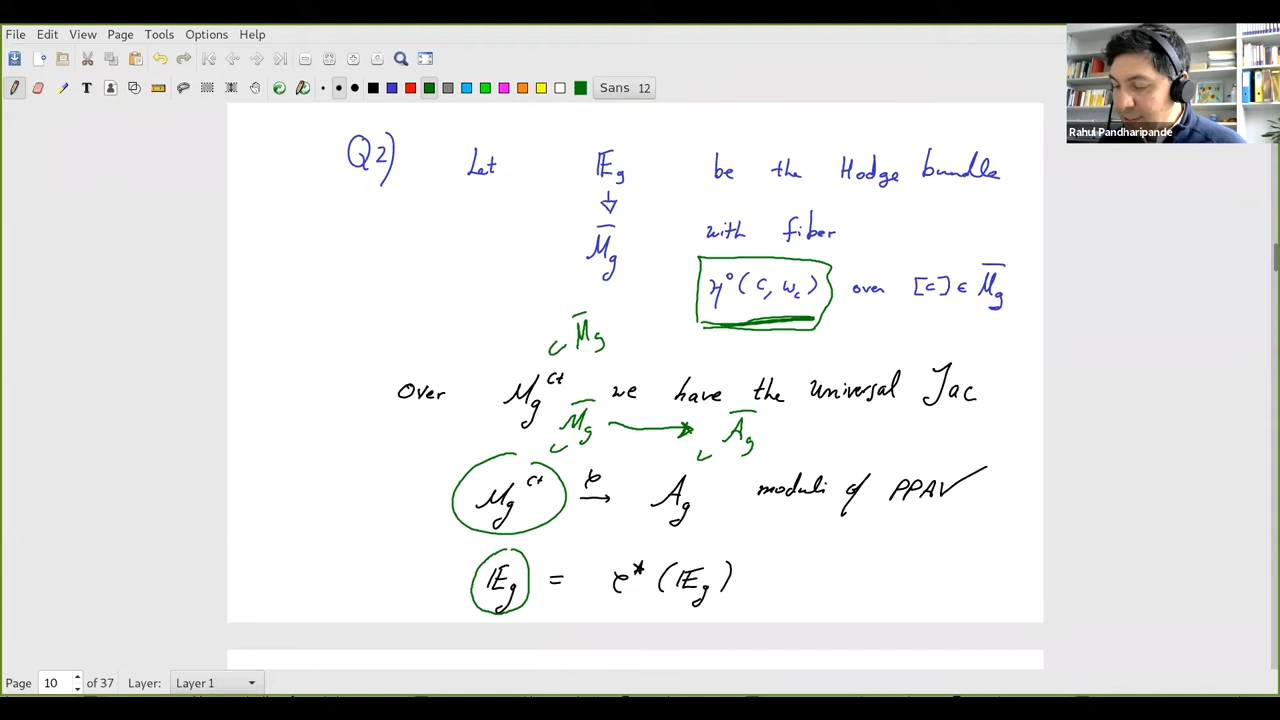 File Edit View Page Tools Options Help
Sans 12
Rahul Pandharipande
Q2) Let 𝔼g be the Hodge bundle
↓
M̅g with fiber
H⁰(C, ω_C) over [C] ∈ M̅g
M̅g
Over Mg^ct we have the universal Jac
M̅g → A̅g
Mg^ct →^φ Ag moduli of PPAV
𝔼g = φ*(𝔼g)
Page 10 of 37 Layer: Layer 1